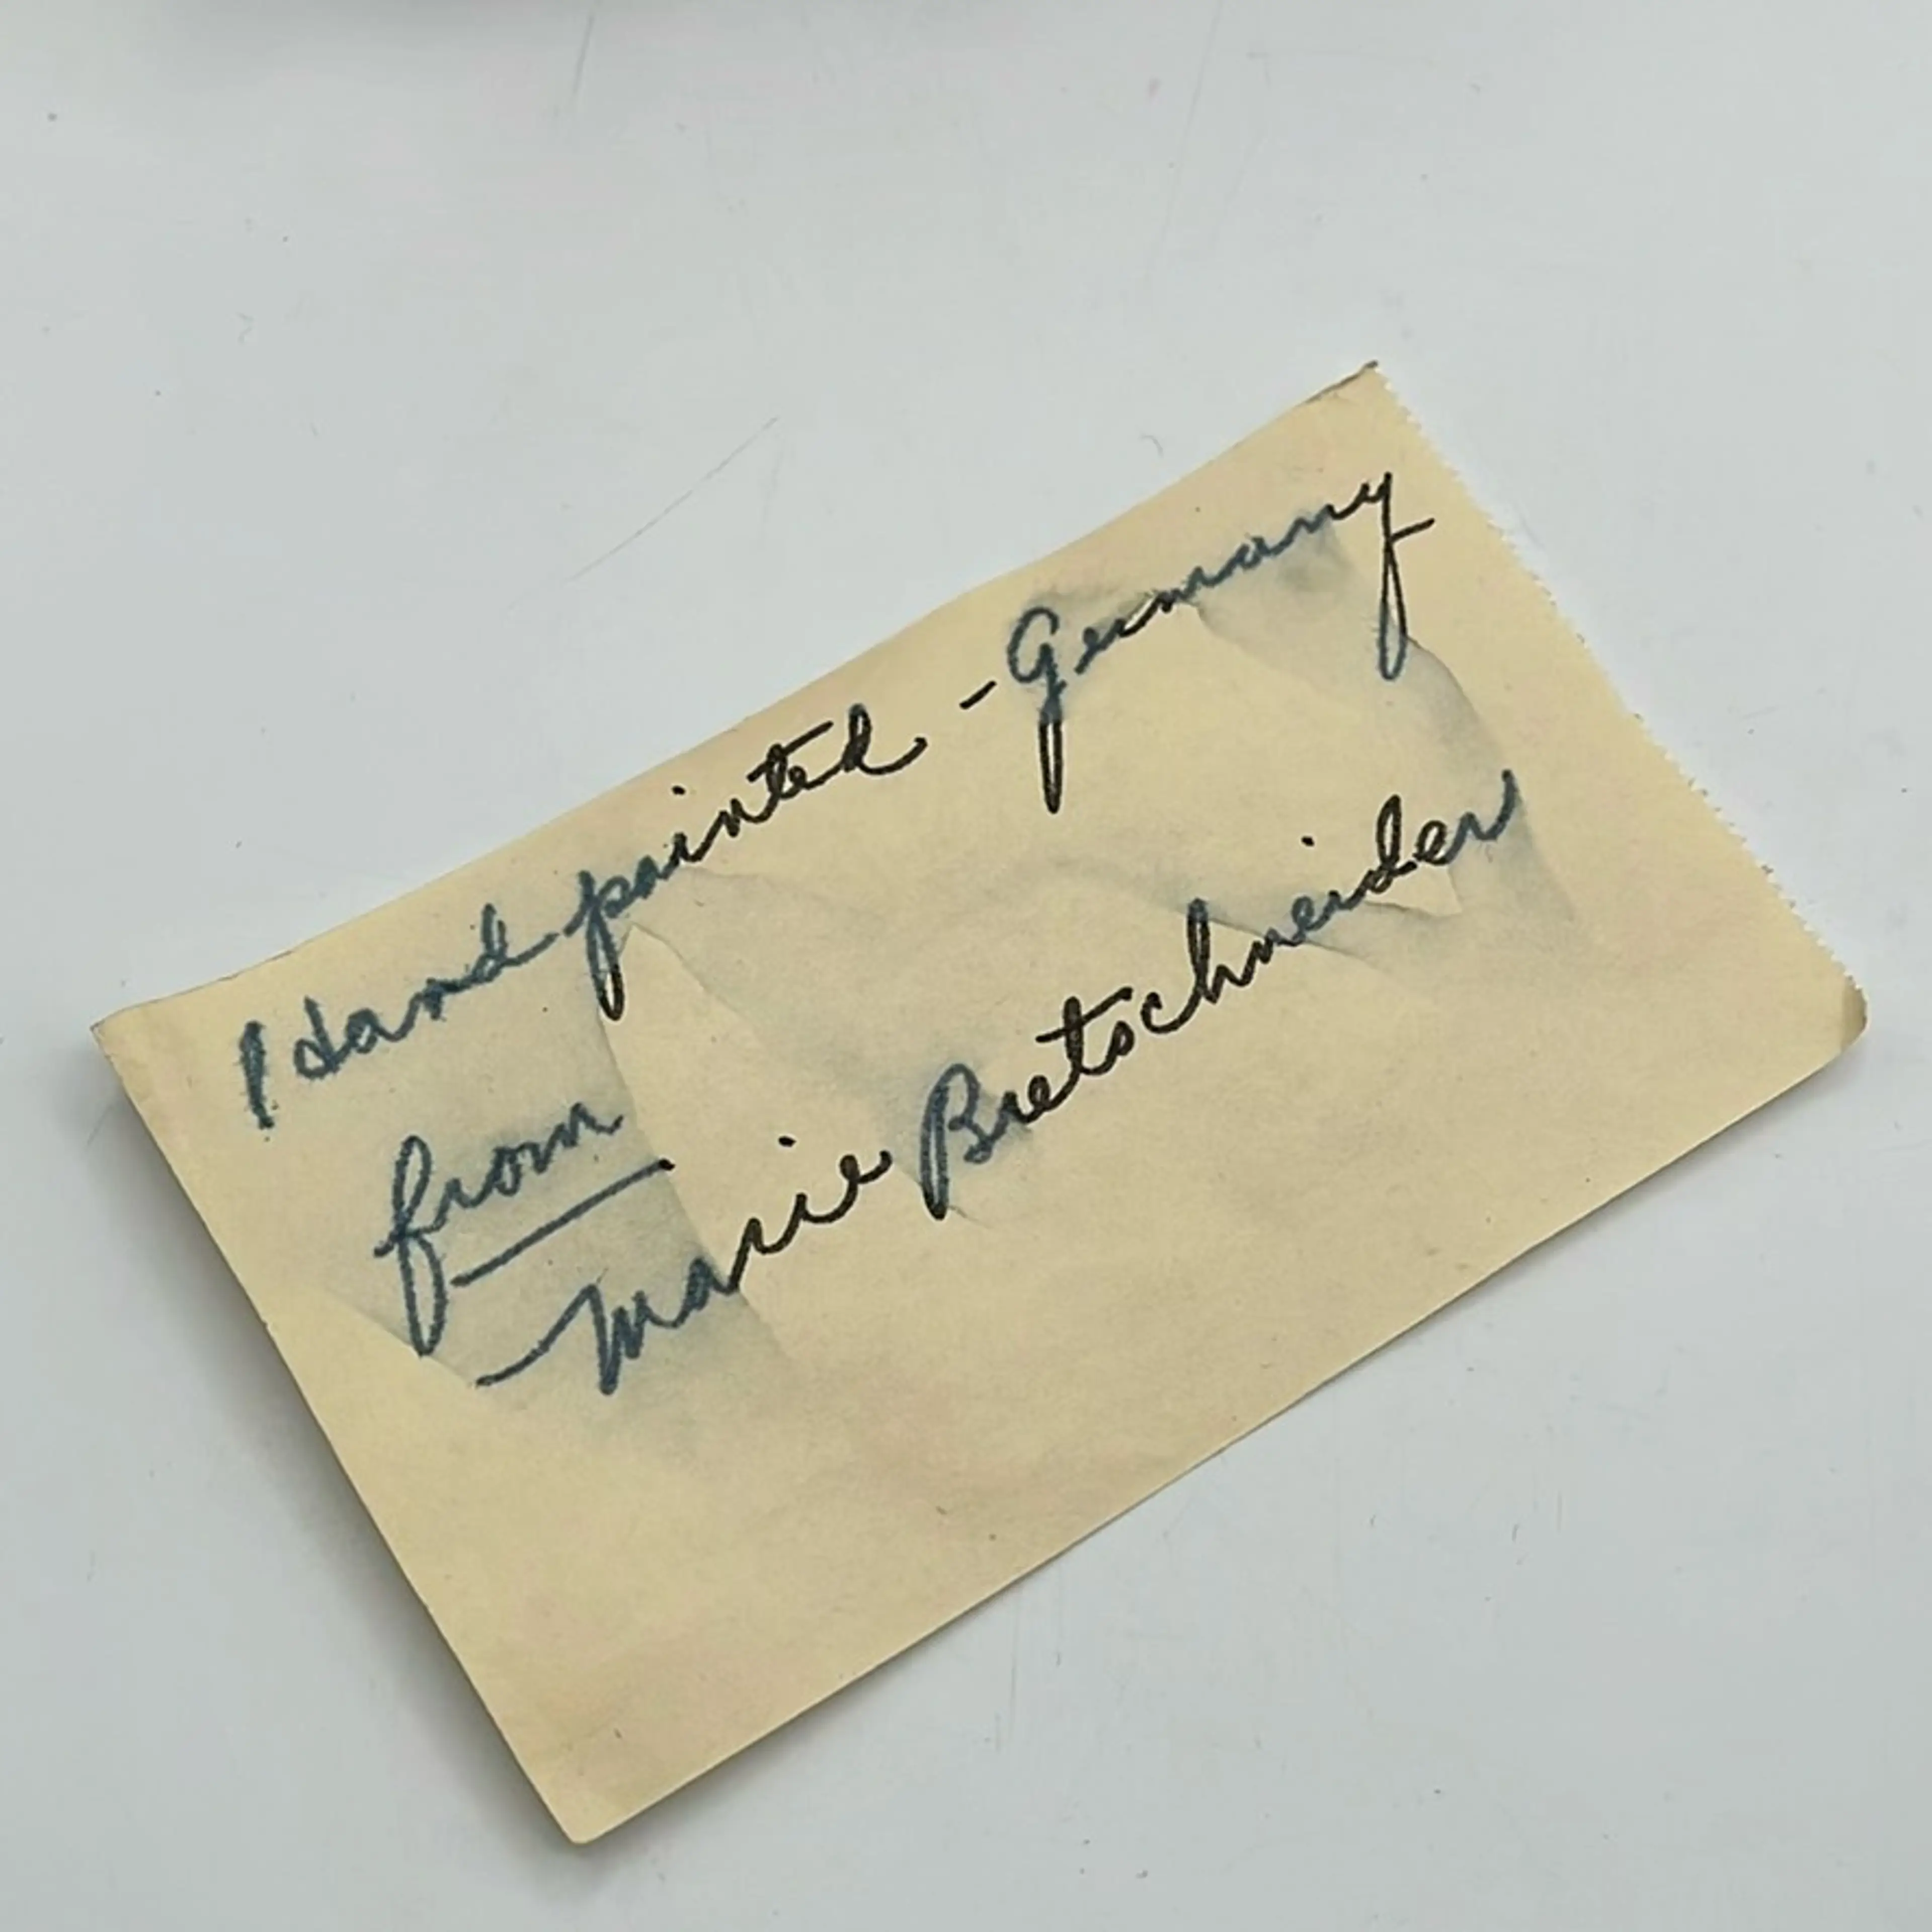 Hand painted - Germany
from
Marie Bretschneider